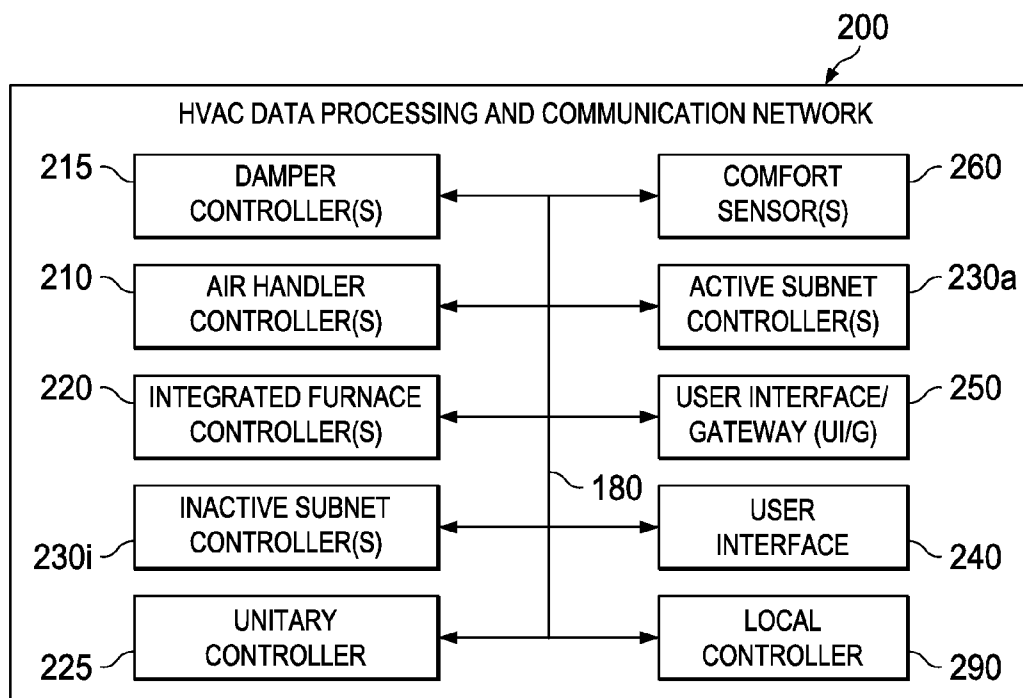 200
HVAC DATA PROCESSING AND COMMUNICATION NETWORK
215
DAMPER
CONTROLLER(S)
COMFORT
SENSOR(S)
260
210
AIR HANDLER
CONTROLLER(S)
ACTIVE SUBNET
CONTROLLER(S)
230a
220
INTEGRATED FURNACE
CONTROLLER(S)
USER INTERFACE/
GATEWAY (UI/G)
250
180
INACTIVE SUBNET
CONTROLLER(S)
230i
USER
INTERFACE
240
UNITARY
CONTROLLER
225
LOCAL
CONTROLLER
290